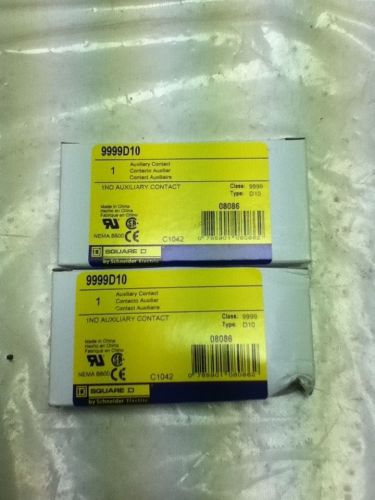 9999D10
1
Auxiliary Contact
Contacto Auxiliar
Contact Auxiliaire
1NO AUXILIARY CONTACT
Class: 9999
Type: D10
08086
Made in China
Hecho en China
Fabriqué en Chine
NEMA B600
C1042
SQUARE D
by Schneider Electric
9999D10
1
Auxiliary Contact
Contacto Auxiliar
Contact Auxiliaire
1NO AUXILIARY CONTACT
Class: 9999
Type: D10
08086
Made in China
Hecho en China
Fabriqué en Chine
NEMA B600
C1042
SQUARE D
by Schneider Electric